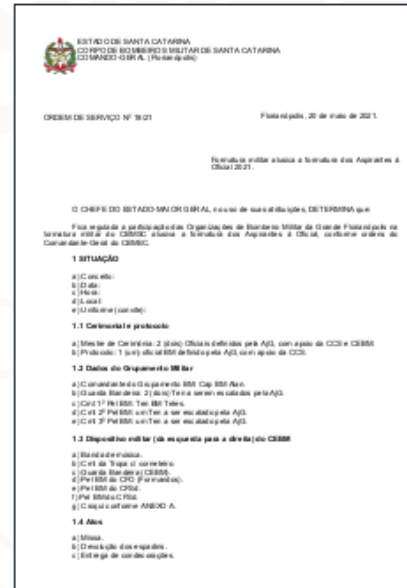 ESTADO DE SANTA CATARINA
CORPO DE BOMBEIROS MILITAR DE SANTA CATARINA
COMANDO-GERAL (Florianópolis)
ORDEM DE SERVIÇO Nº 18/21
Florianópolis, 20 de maio de 2021.
Formatura militar alusiva a formatura dos Aspirantes à
Oficial 2021.
O CHEFE DO ESTADO-MAIOR GERAL, no uso de suas atribuições, DETERMINA que:
Fica regulada a participação das Organizações de Bombeiro Militar da Grande Florianópolis na
formatura militar do CBMSC alusiva a formatura dos Aspirantes à Oficial, conforme ordens do
Comandante-Geral do CBMSC.
1 SITUAÇÃO
a) Conceito:
b) Data:
c) Hora:
d) Local:
e) Uniforme (convite):
1.1 Cerimonial e protocolo
a) Mestre de Cerimônia: 2 (dois) Oficiais definidos pela AjG, com apoio da CCS e CEBM.
b) Protocolo: 1 (um) oficial BM definido pela AjG, com apoio da CCS.
1.2 Dados do Grupamento Militar
a) Comandante do Grupamento BM: Cap BM Alan.
b) Guarda Bandeira: 2 (dois) Ten a serem escalados pela AjG.
c) Cmt 1º Pel BM: Ten BM Teles.
d) Cmt 2º Pel BM: um Ten a ser escalado pela AjG.
e) Cmt 3º Pel BM: um Ten a ser escalado pela AjG.
1.3 Dispositivo militar (da esquerda para a direita) do CEBM
a) Banda de música.
b) Cmt da Tropa c/ corneteiro.
c) Guarda Bandeira (CEBM).
d) Pel BM do CFO (Formandos).
e) Pel BM do CFSd.
f) Pel BM do CFSd.
g) Croqui conforme ANEXO A.
1.4 Atos
a) Missa.
b) Devolução dos espadins.
c) Entrega de condecorações.